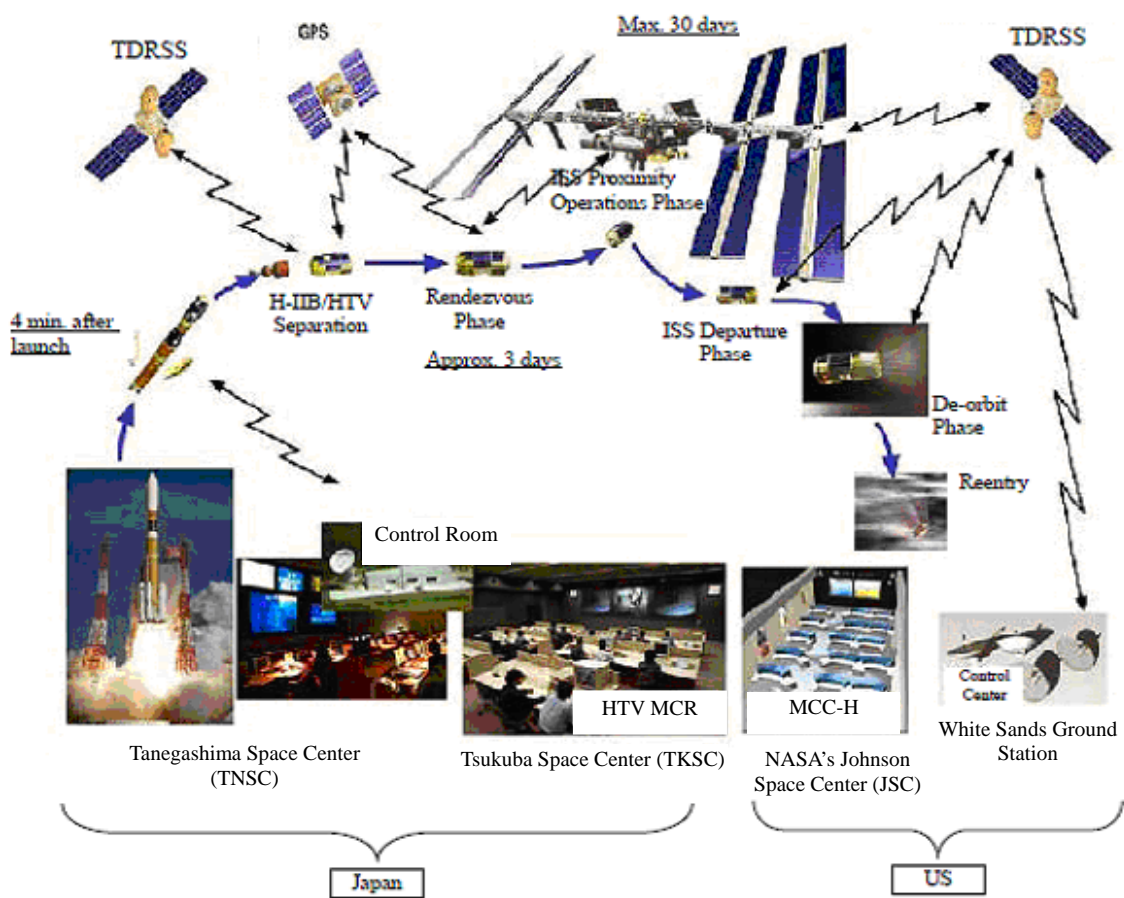 TDRSS
GPS
Max. 30 days
TDRSS
ISS Proximity
Operations Phase
4 min. after
launch
H-IIB/HTV
Separation
Rendezvous
Phase
Approx. 3 days
ISS Departure
Phase
De-orbit
Phase
Reentry
Control Room
HTV MCR
MCC-H
Control
Center
Tanegashima Space Center
(TNSC)
Tsukuba Space Center (TKSC)
NASA's Johnson
Space Center (JSC)
White Sands Ground
Station
Japan
US